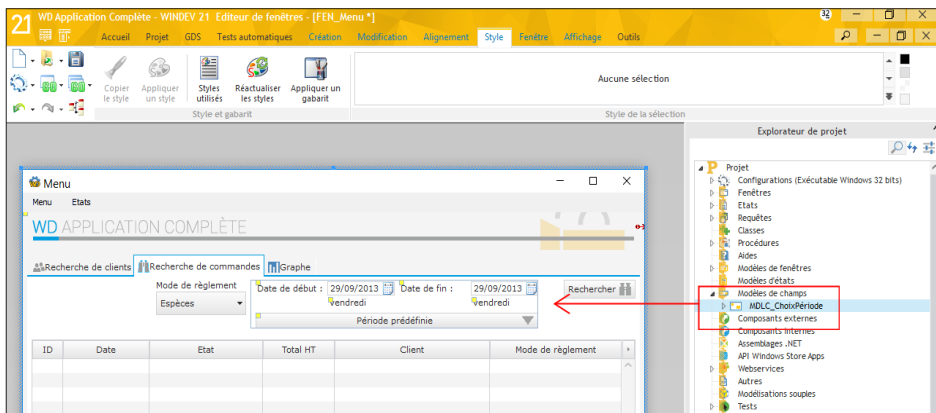 21
WD Application Complète - WINDEV 21 Editeur de fenêtres - [FEN_Menu *]
32
Accueil Projet GDS Tests automatiques Création Modification Alignement Style Fenêtre Affichage Outils
Copier le style
Appliquer un style
Styles utilisés
Réactualiser les styles
Appliquer un gabarit
Style et gabarit
Aucune sélection
Style de la sélection
Explorateur de projet
Projet
Configurations (Exécutable Windows 32 bits)
Fenêtres
Etats
Requêtes
Classes
Procédures
Aides
Modèles de fenêtres
Modèles d'états
Modèles de champs
MDLC_ChoixPériode
Composants externes
Composants internes
Assemblages .NET
API Windows Store Apps
Webservices
Autres
Modélisations souples
Tests
Menu
Menu Etats
WD APPLICATION COMPLÈTE
Recherche de clients Recherche de commandes Graphe
Mode de règlement
Espèces
Date de début : 29/09/2013 Date de fin : 29/09/2013
Vendredi Vendredi
Période prédéfinie
Rechercher
ID Date Etat Total HT Client Mode de règlement